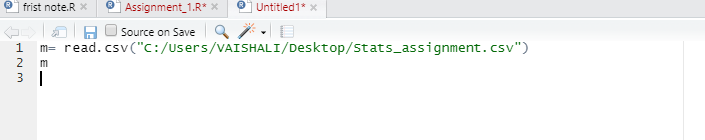 frist note.R × Assignment_1.R* × Untitled1* ×
Source on Save
1 m= read.csv("C:/Users/VAISHALI/Desktop/Stats_assignment.csv")
2 m
3